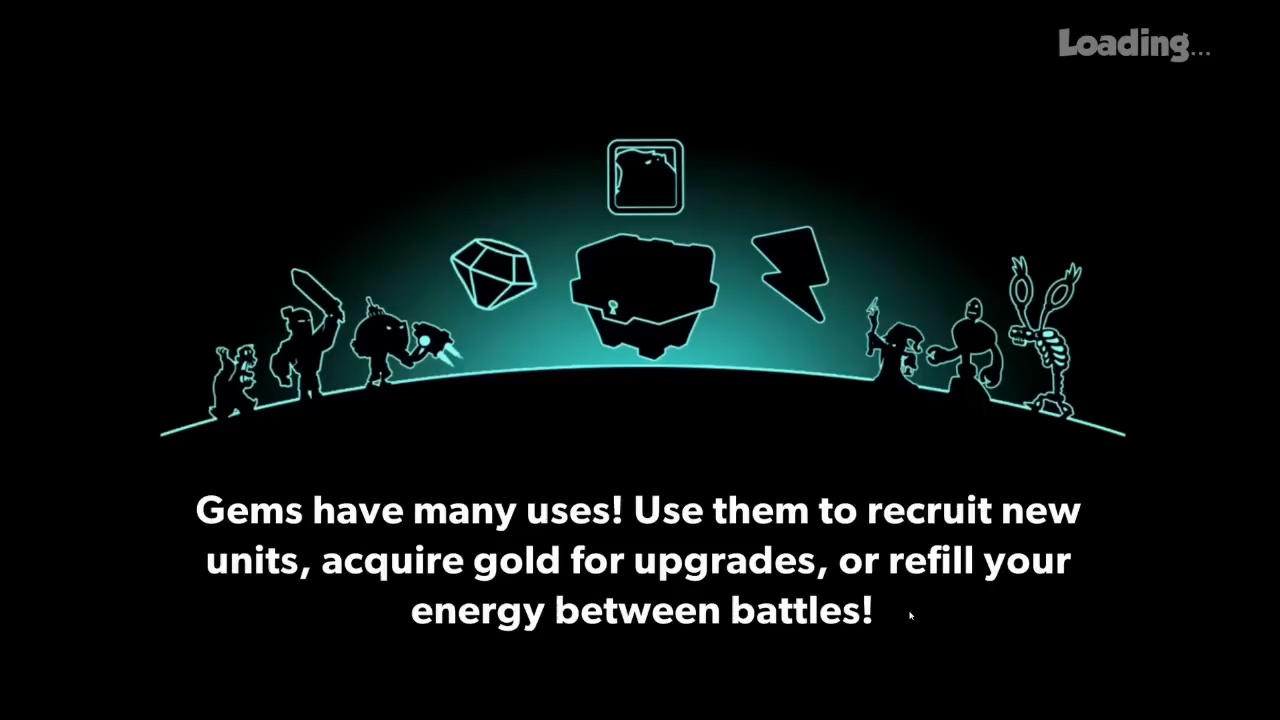 Loading...
Gems have many uses! Use them to recruit new
units, acquire gold for upgrades, or refill your
energy between battles!